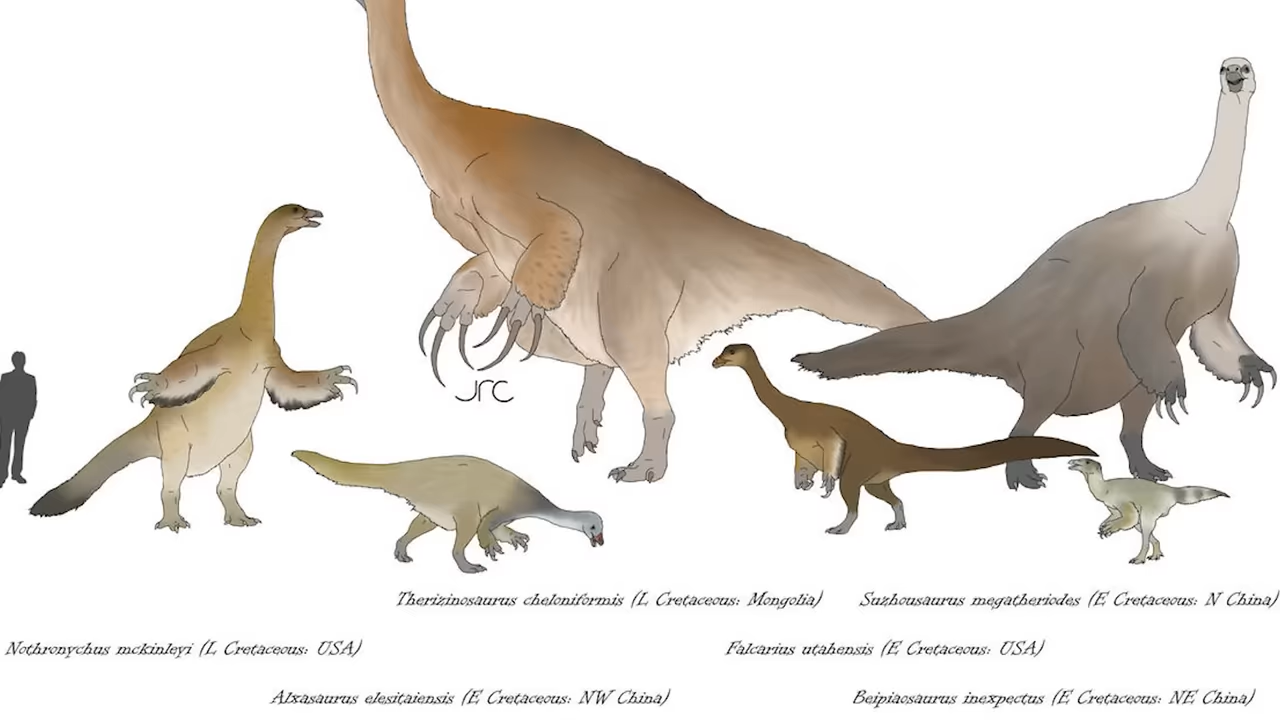 JRC
Therizinosaurus cheloniformis (L Cretaceous: Mongolia)
Suzhousaurus megatheriodes (E Cretaceous: N China)
Nothronychus mckinleyi (L Cretaceous: USA)
Falcarius utahensis (E Cretaceous: USA)
Alxasaurus elesitaiensis (E Cretaceous: NW China)
Beipiaosaurus inexpectus (E Cretaceous: NE China)